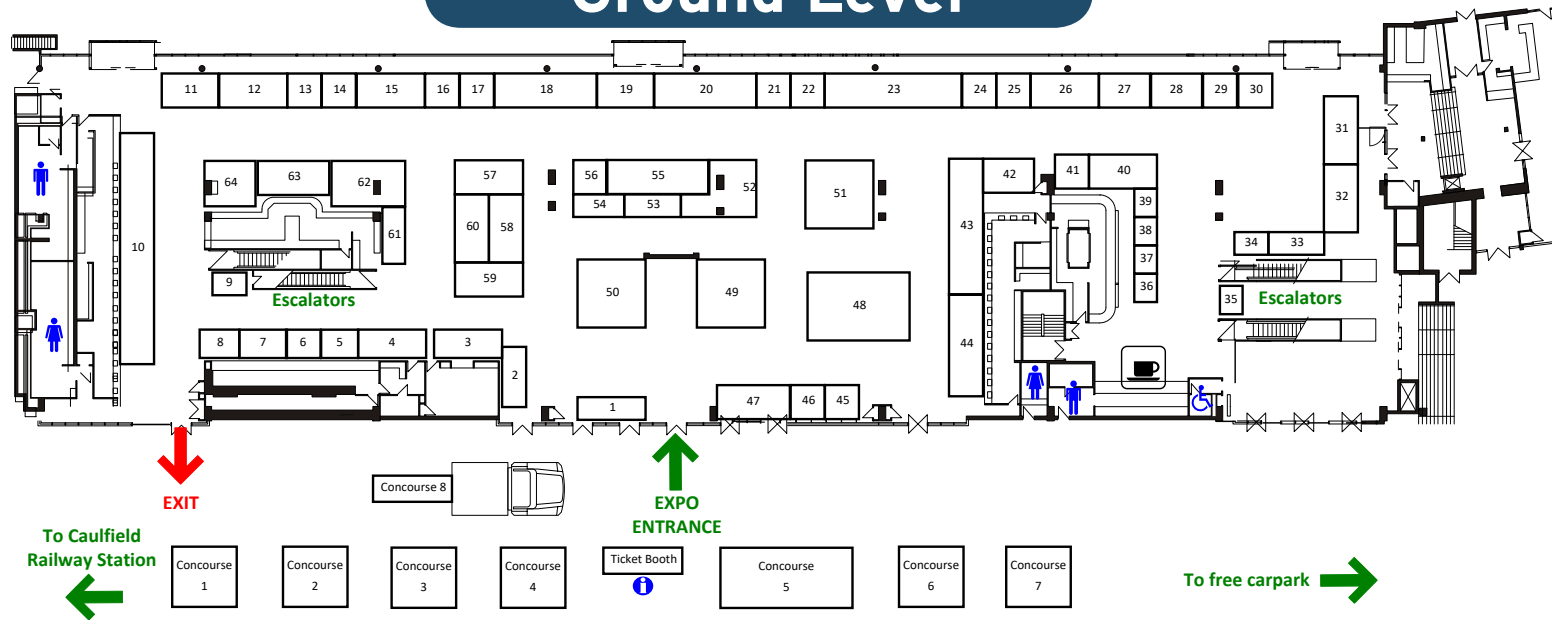 Ground Level
11 12 13 14 15 16 17 18 19 20 21 22 23 24 25 26 27 28 29 30
31
64 63 62 57 56 55 52 51 42 41 40
32
54 53 39
60 58 43 38
10 61 34 33
37
9 59 50 49 48 36 35
Escalators
Escalators
8 7 6 5 4 3
44
2
1 47 46 45
Concourse 8
EXIT
EXPO
ENTRANCE
To Caulfield
Railway Station
Concourse
1
Concourse
2
Concourse
3
Concourse
4
Ticket Booth
i
Concourse
5
Concourse
6
Concourse
7
To free carpark